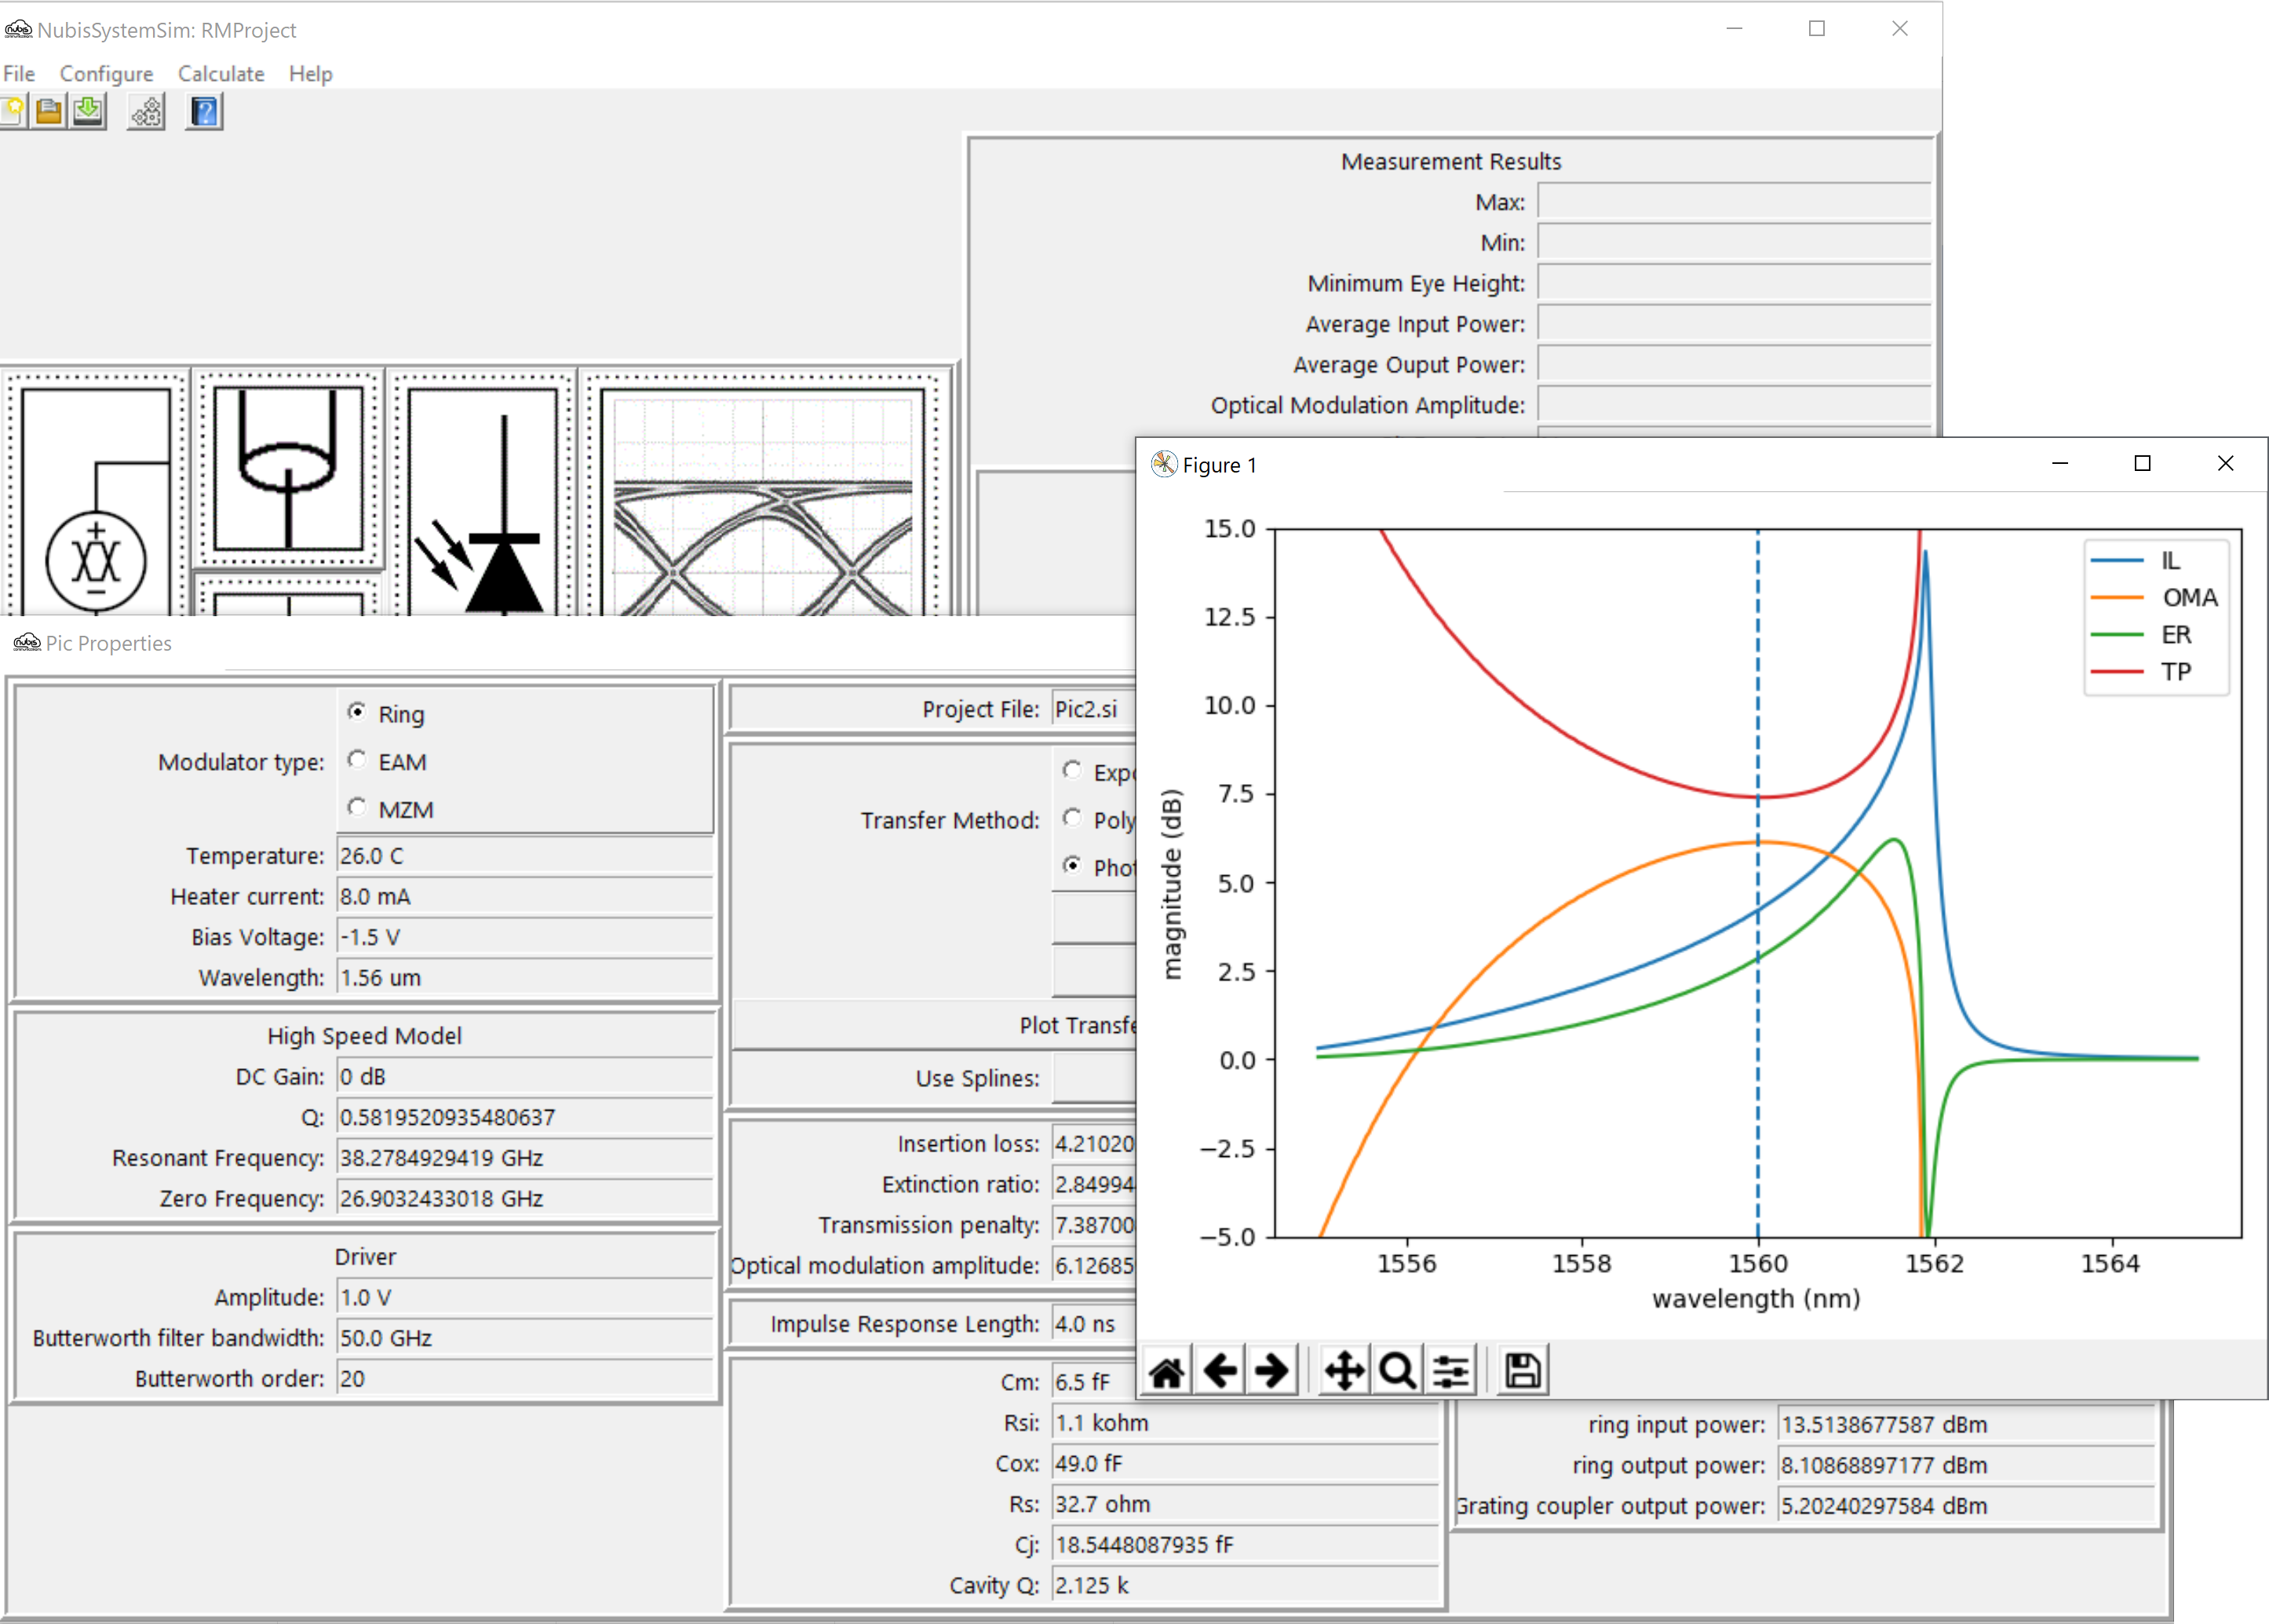 NubisSystemSim: RMProject
File Configure Calculate Help
Measurement Results
Max:
Min:
Minimum Eye Height:
Average Input Power:
Average Ouput Power:
Optical Modulation Amplitude:
Pic Properties
Modulator type:
Ring
EAM
MZM
Temperature: 26.0 C
Heater current: 8.0 mA
Bias Voltage: -1.5 V
Wavelength: 1.56 um
High Speed Model
DC Gain: 0 dB
Q: 0.5819520935480637
Resonant Frequency: 38.2784929419 GHz
Zero Frequency: 26.9032433018 GHz
Driver
Amplitude: 1.0 V
Butterworth filter bandwidth: 50.0 GHz
Butterworth order: 20
Project File: Pic2.si
Transfer Method:
Expo
Poly
Phot
Plot Transfe
Use Splines:
Insertion loss: 4.21020
Extinction ratio: 2.84994
Transmission penalty: 7.38700
Optical modulation amplitude: 6.12685
Impulse Response Length: 4.0 ns
Cm: 6.5 fF
Rsi: 1.1 kohm
Cox: 49.0 fF
Rs: 32.7 ohm
Cj: 18.5448087935 fF
Cavity Q: 2.125 k
Figure 1
15.0
12.5
10.0
7.5
5.0
2.5
0.0
−2.5
−5.0
magnitude (dB)
IL
OMA
ER
TP
1556 1558 1560 1562 1564
wavelength (nm)
ring input power: 13.5138677587 dBm
ring output power: 8.10868897177 dBm
Grating coupler output power: 5.20240297584 dBm